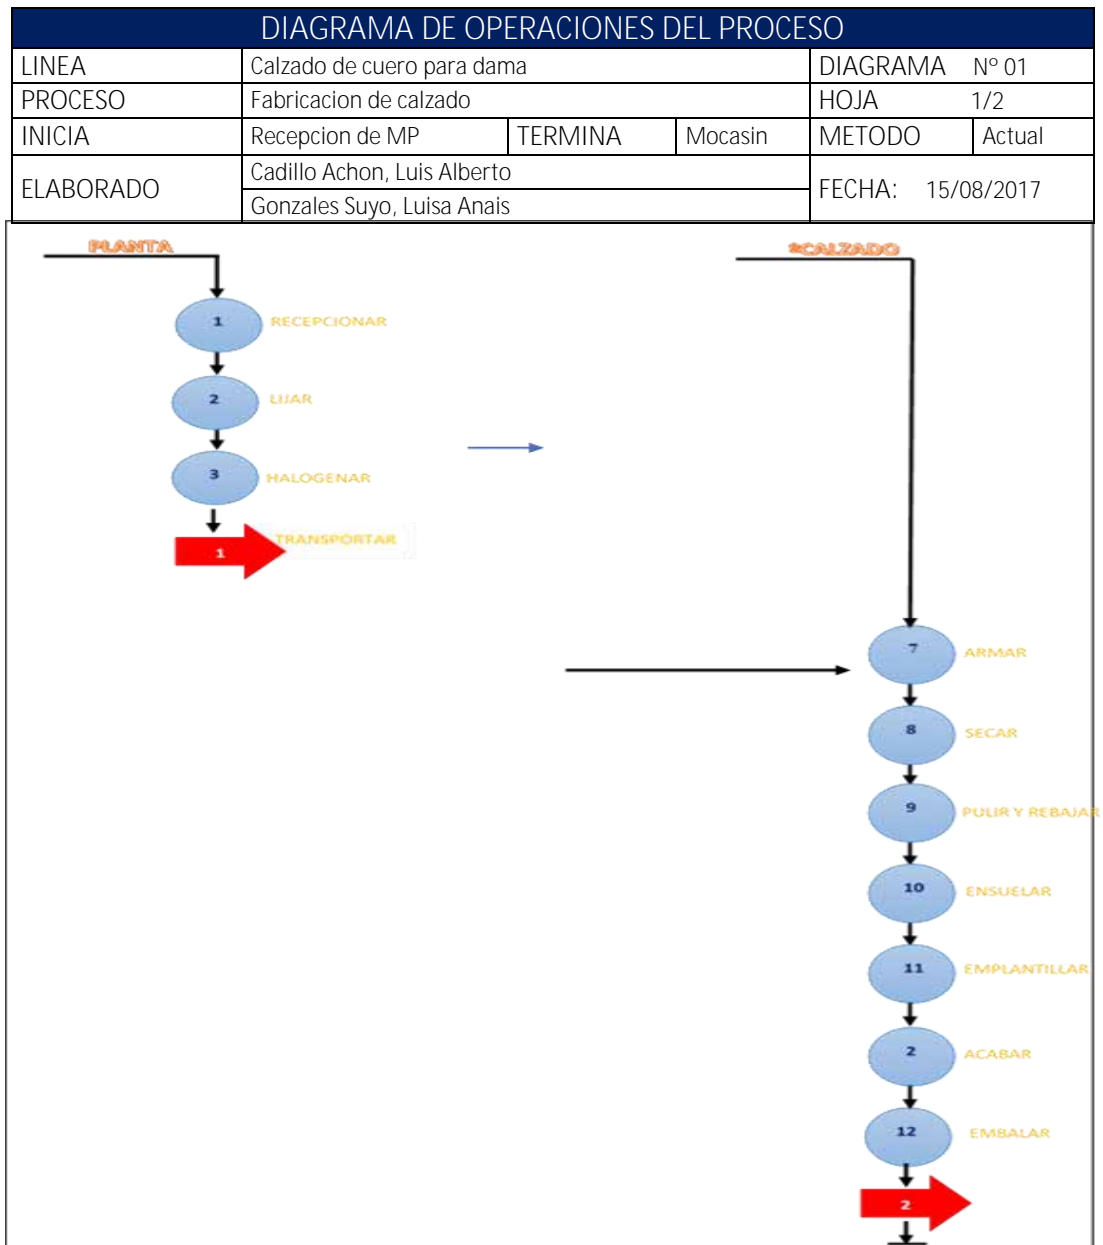 DIAGRAMA DE OPERACIONES DEL PROCESO
LINEA Calzado de cuero para dama DIAGRAMA N° 01
PROCESO Fabricacion de calzado HOJA 1/2
INICIA Recepcion de MP TERMINA Mocasin METODO Actual
ELABORADO Cadillo Achon, Luis Alberto FECHA: 15/08/2017
Gonzales Suyo, Luisa Anais
PLANTA
1 RECEPCIONAR
2 LIJAR
3 HALOGENAR
1 TRANSPORTAR
*CALZADO
7 ARMAR
8 SECAR
9 PULIR Y REBAJAR
10 ENSUELAR
11 EMPLANTILLAR
2 ACABAR
12 EMBALAR
2